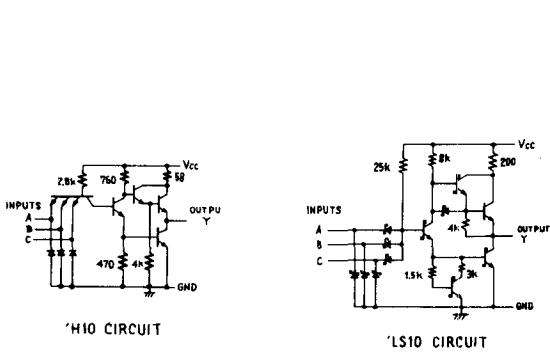 Vcc
2.8k
760
58
INPUTS
A
B
C
OUTPU
Y
470
4k
GND
'H10 CIRCUIT
Vcc
25k
8k
200
INPUTS
A
B
C
4k
OUTPUT
Y
1.5k
3k
GND
'LS10 CIRCUIT